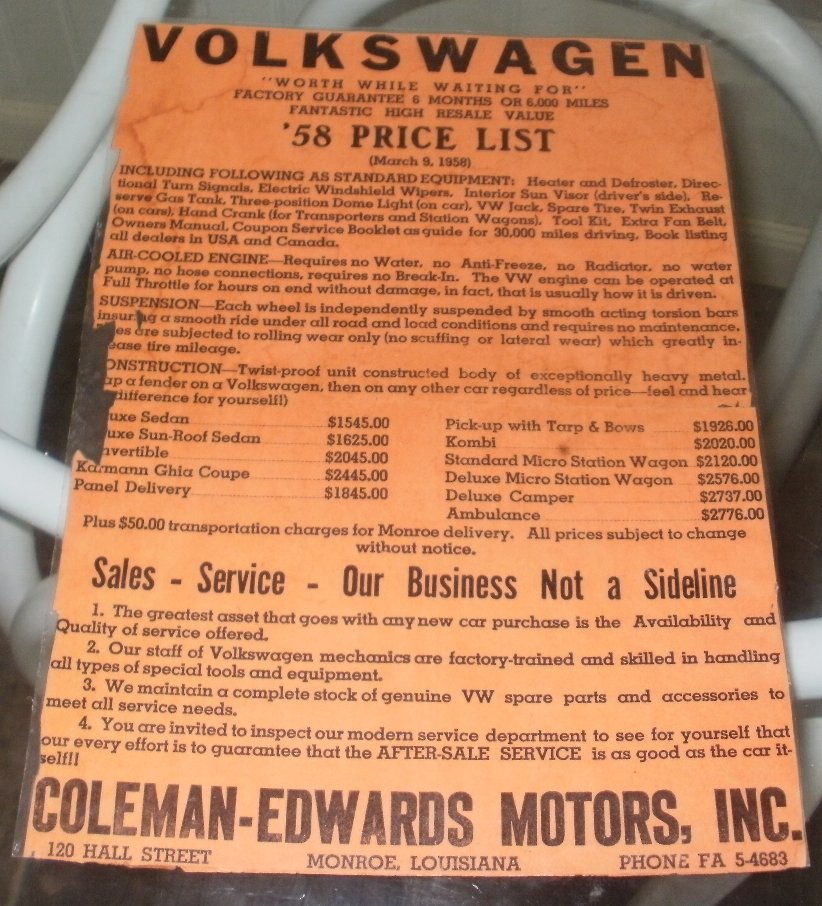 VOLKSWAGEN
"WORTH WHILE WAITING FOR"
FACTORY GUARANTEE 6 MONTHS OR 6,000 MILES
FANTASTIC HIGH RESALE VALUE
'58 PRICE LIST
(March 9, 1958)
INCLUDING FOLLOWING AS STANDARD EQUIPMENT: Heater and Defroster, Direc-
tional Turn Signals, Electric Windshield Wipers, Interior Sun Visor (driver's side), Re-
serve Gas Tank, Three-position Dome Light (on car), VW Jack, Spare Tire, Twin Exhaust
(on cars), Hand Crank (for Transporters and Station Wagons), Tool Kit, Extra Fan Belt,
Owners Manual, Coupon Service Booklet as guide for 30,000 miles driving, Book listing
all dealers in USA and Canada.
AIR-COOLED ENGINE—Requires no Water, no Anti-Freeze, no Radiator, no water
pump, no hose connections, requires no Break-In. The VW engine can be operated at
Full Throttle for hours on end without damage, in fact, that is usually how it is driven.
SUSPENSION—Each wheel is independently suspended by smooth acting torsion bars
insuring a smooth ride under all road and load conditions and requires no maintenance.
es are subjected to rolling wear only (no scuffing or lateral wear) which greatly in-
ease tire mileage.
ONSTRUCTION—Twist-proof unit constructed body of exceptionally heavy metal.
ap a fender on a Volkswagen, then on any other car regardless of price—feel and hear
difference for yourself!)
uxe Sedan $1545.00
uxe Sun-Roof Sedan $1625.00
nvertible $2045.00
Karmann Ghia Coupe $2445.00
Panel Delivery $1845.00
Pick-up with Tarp & Bows $1926.00
Kombi $2020.00
Standard Micro Station Wagon $2120.00
Deluxe Micro Station Wagon $2576.00
Deluxe Camper $2737.00
Ambulance $2776.00
Plus $50.00 transportation charges for Monroe delivery. All prices subject to change
without notice.
Sales - Service - Our Business Not a Sideline
1. The greatest asset that goes with any new car purchase is the Availability and
Quality of service offered.
2. Our staff of Volkswagen mechanics are factory-trained and skilled in handling
all types of special tools and equipment.
3. We maintain a complete stock of genuine VW spare parts and accessories to
meet all service needs.
4. You are invited to inspect our modern service department to see for yourself that
our every effort is to guarantee that the AFTER-SALE SERVICE is as good as the car it-
self!!
COLEMAN-EDWARDS MOTORS, INC.
120 HALL STREET MONROE, LOUISIANA PHONE FA 5-4683